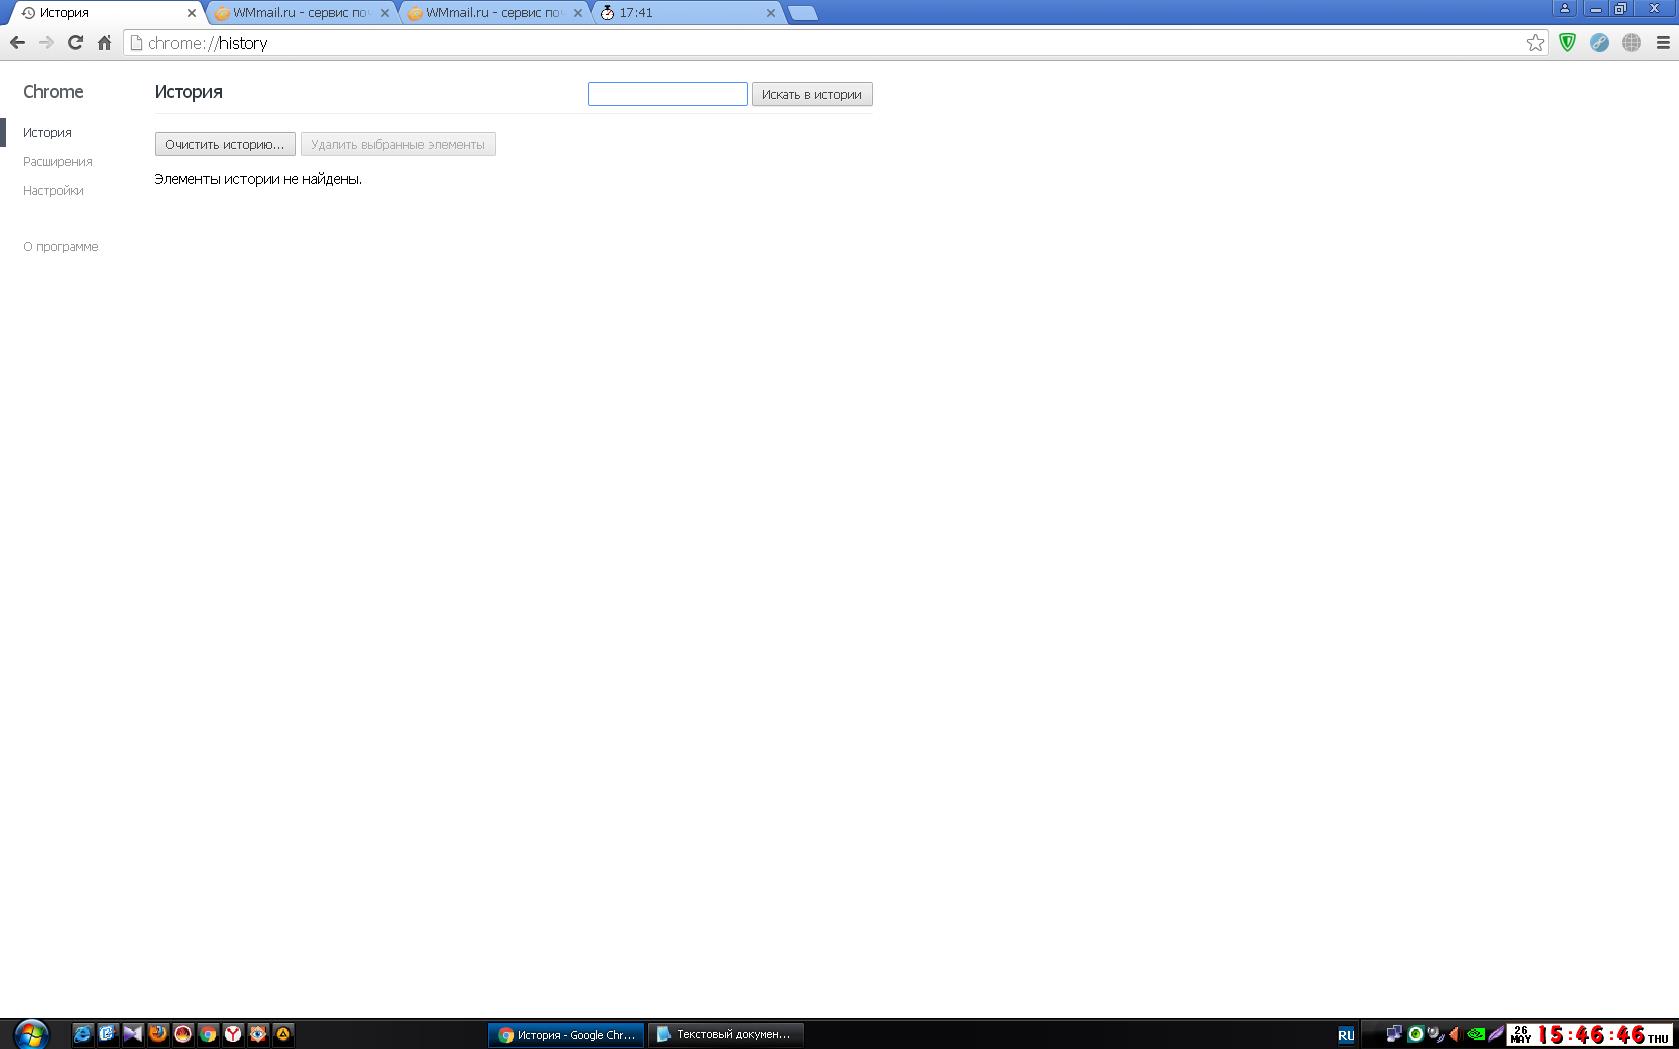 История
WMmail.ru - сервис по
WMmail.ru - сервис по
17:41
chrome://history
Chrome
История
Искать в истории
История
Расширения
Настройки
О программе
Очистить историю...
Удалить выбранные элементы
Элементы истории не найдены.
История - Google Chr...
Текстовый докумен...
RU
26
MAY
15:46:46
THU